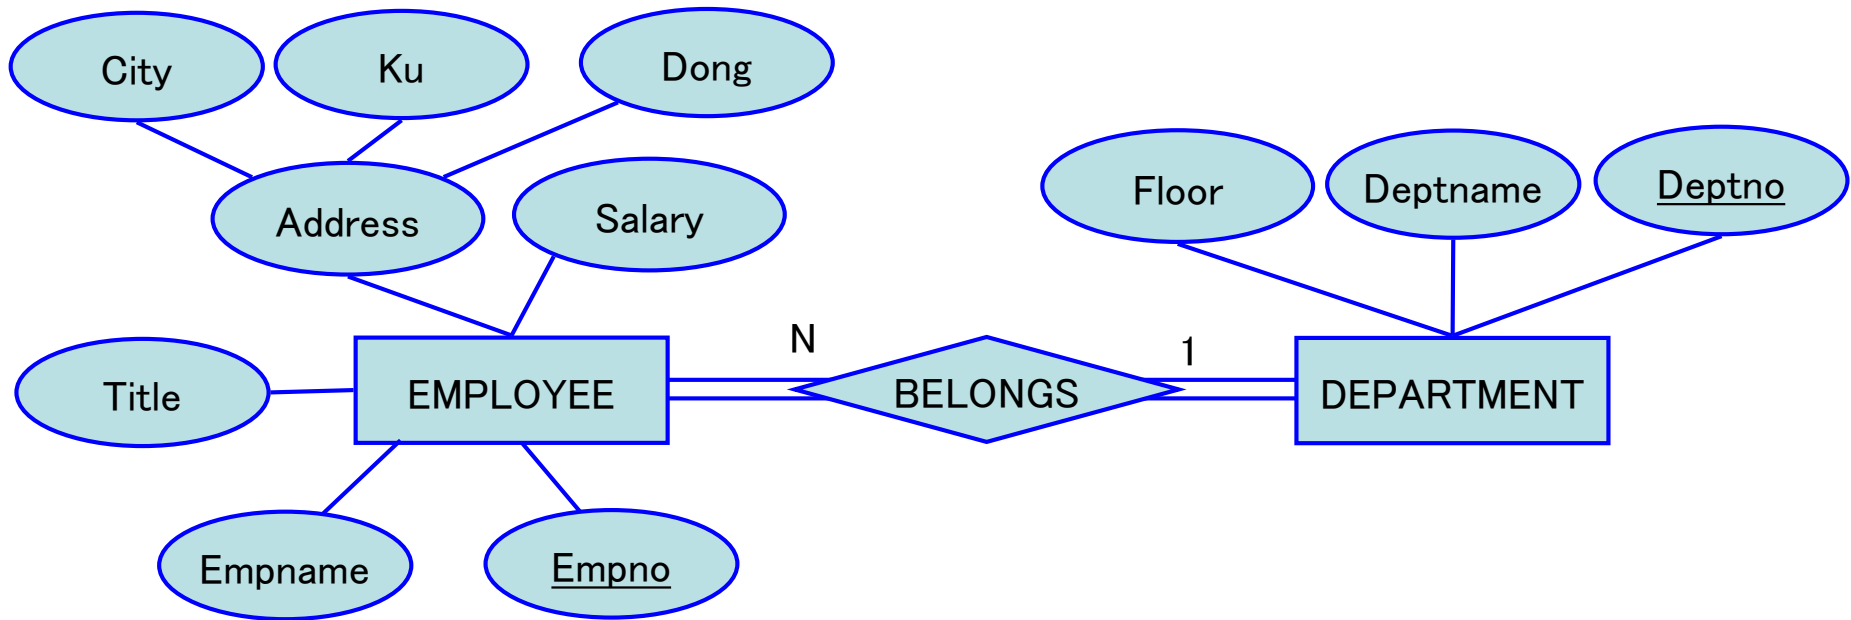 City
Ku
Dong
Address
Salary
Floor
Deptname
Deptno
Title
EMPLOYEE
N
BELONGS
1
DEPARTMENT
Empname
Empno